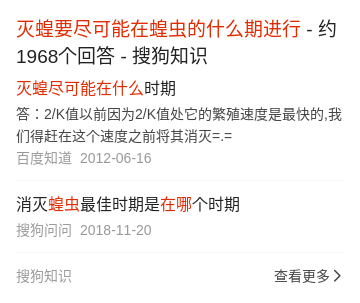 灭蝗要尽可能在蝗虫的什么期进行 - 约
1968个回答 - 搜狗知识
灭蝗尽可能在什么时期
答：2/K值以前因为2/K值处它的繁殖速度是最快的,我
们得赶在这个速度之前将其消灭=.=
百度知道 2012-06-16
消灭蝗虫最佳时期是在哪个时期
搜狗问问 2018-11-20
搜狗知识 查看更多 >